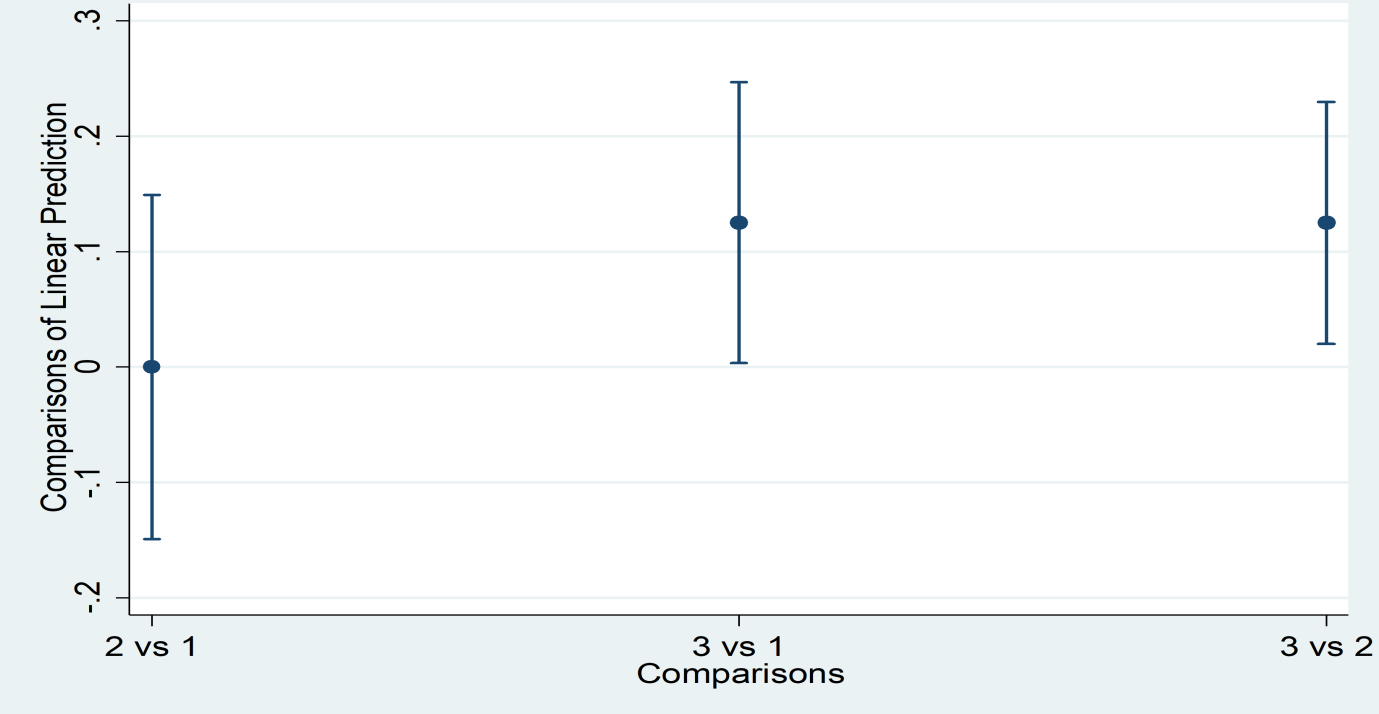 Comparisons of Linear Prediction
.3
.2
.1
0
-.1
-.2
2 vs 1
3 vs 1
3 vs 2
Comparisons